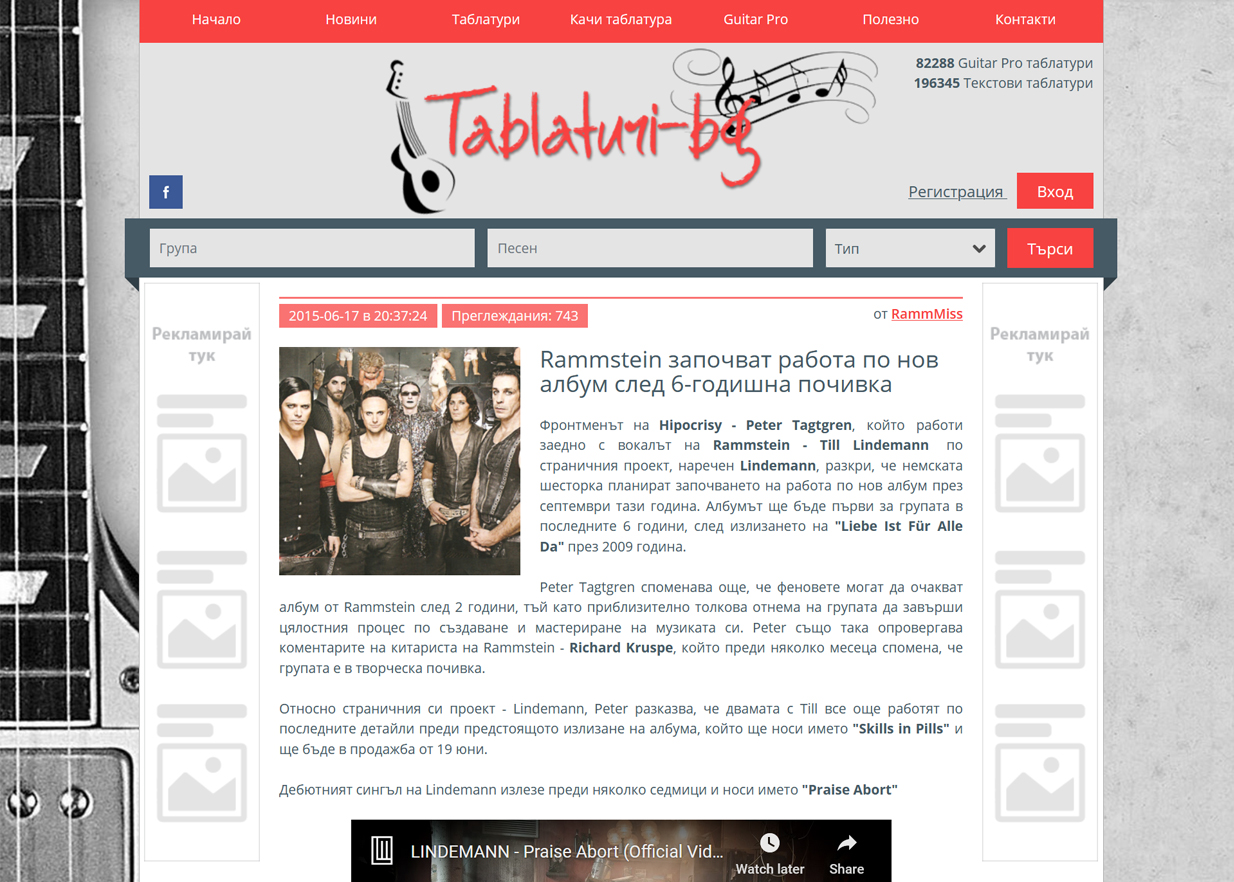 Начало
Новини
Таблатури
Качи таблатура
Guitar Pro
Полезно
Контакти
Tablaturi-bg
82288 Guitar Pro таблатури
196345 Текстови таблатури
f
Регистрация
Вход
Група
Песен
Тип
Търси
Рекламирай
тук
2015-06-17 в 20:37:24
Преглеждания: 743
от RammMiss
Rammstein започват работа по нов
албум след 6-годишна почивка
Фронтменът на Hipocrisy - Peter Tagtgren, който работи
заедно с вокалът на Rammstein - Till Lindemann по
страничния проект, наречен Lindemann, разкри, че немската
шесторка планират започването на работа по нов албум през
септември тази година. Албумът ще бъде първи за групата в
последните 6 години, след излизането на "Liebe Ist Für Alle
Da" през 2009 година.
Peter Tagtgren споменава още, че феновете могат да очакват
албум от Rammstein след 2 години, тъй като приблизително толкова отнема на групата да завърши
цялостния процес по създаване и мастериране на музиката си. Peter също така опровергава
коментарите на китариста на Rammstein - Richard Kruspe, който преди няколко месеца спомена, че
групата е в творческа почивка.
Относно страничния си проект - Lindemann, Peter разказва, че двамата с Till все още работят по
последните детайли преди предстоящото излизане на албума, който ще носи името "Skills in Pills" и
ще бъде в продажба от 19 юни.
Дебютният сингъл на Lindemann излезе преди няколко седмици и носи името "Praise Abort"
LINDEMANN - Praise Abort (Official Vid...
Watch later
Share
Рекламирай
тук